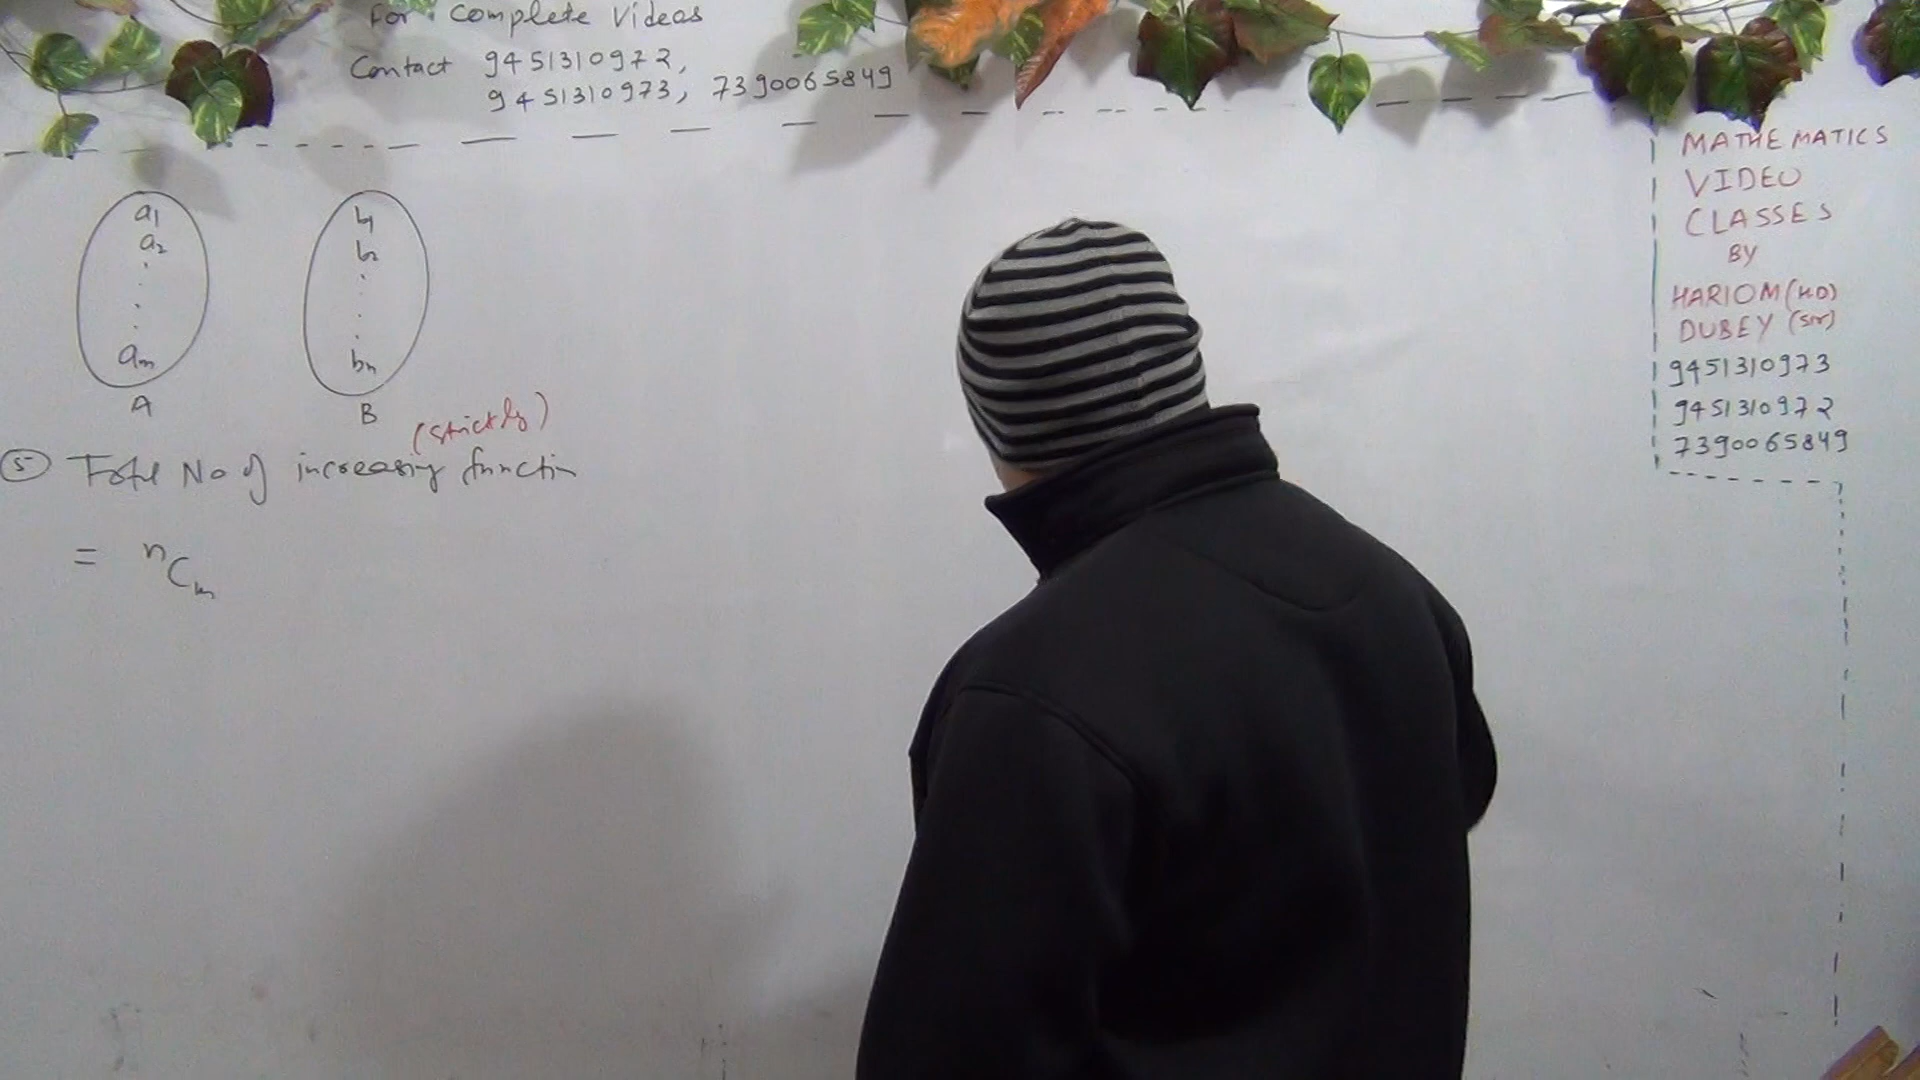 For Complete Videos
Contact 9451310972,
9451310973, 7390065849
MATHEMATICS
VIDEO
CLASSES
BY
HARIOM (H.D)
DUBEY (Sir)
9451310973
9451310972
7390065849
a1
a2
am
A
b1
b2
bn
B
(Strictly)
5 Total No of increasing function
= nCm